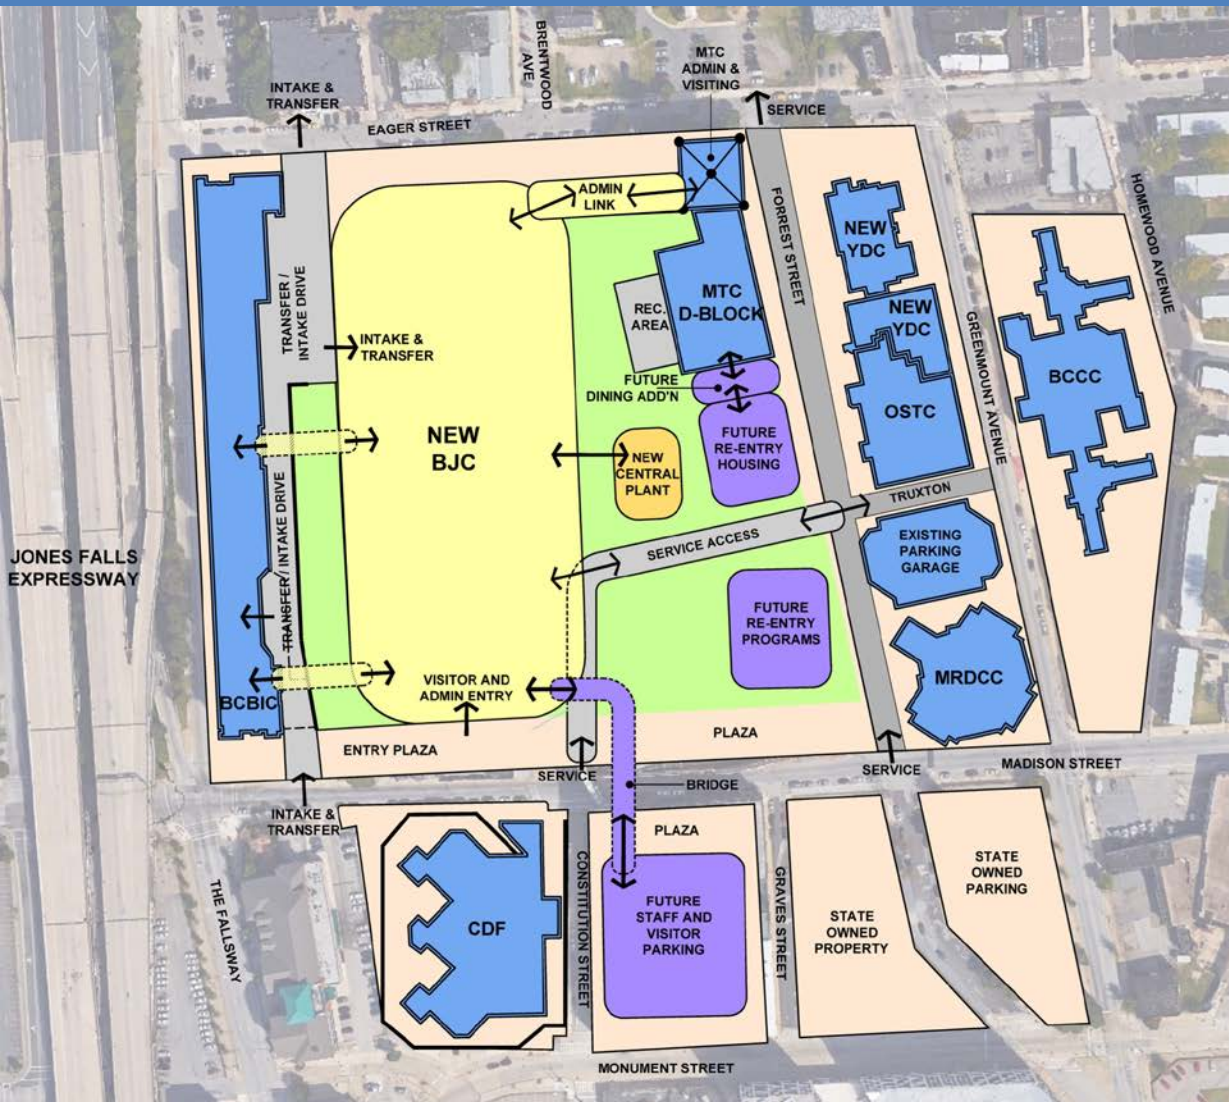 BRENTWOOD
AVE.
MTC
ADMIN &
VISITING
INTAKE &
TRANSFER
SERVICE
EAGER STREET
ADMIN
LINK
HOMEWOOD AVENUE
FORREST STREET
NEW
YDC
TRANSFER /
INTAKE DRIVE
MTC
D-BLOCK
REC.
AREA
NEW
YDC
INTAKE &
TRANSFER
GREENMOUNT AVENUE
BCCC
FUTURE
DINING ADD'N
OSTC
NEW
BJC
FUTURE
RE-ENTRY
HOUSING
NEW
CENTRAL
PLANT
TRUXTON
TRANSFER / INTAKE DRIVE
SERVICE ACCESS
EXISTING
PARKING
GARAGE
JONES FALLS
EXPRESSWAY
FUTURE
RE-ENTRY
PROGRAMS
MRDCC
VISITOR AND
ADMIN ENTRY
BCBIC
ENTRY PLAZA
PLAZA
MADISON STREET
SERVICE
SERVICE
BRIDGE
INTAKE &
TRANSFER
PLAZA
STATE
OWNED
PARKING
THE FALLSWAY
CDF
CONSTITUTION STREET
FUTURE
STAFF AND
VISITOR
PARKING
GRAVES STREET
STATE
OWNED
PROPERTY
MONUMENT STREET